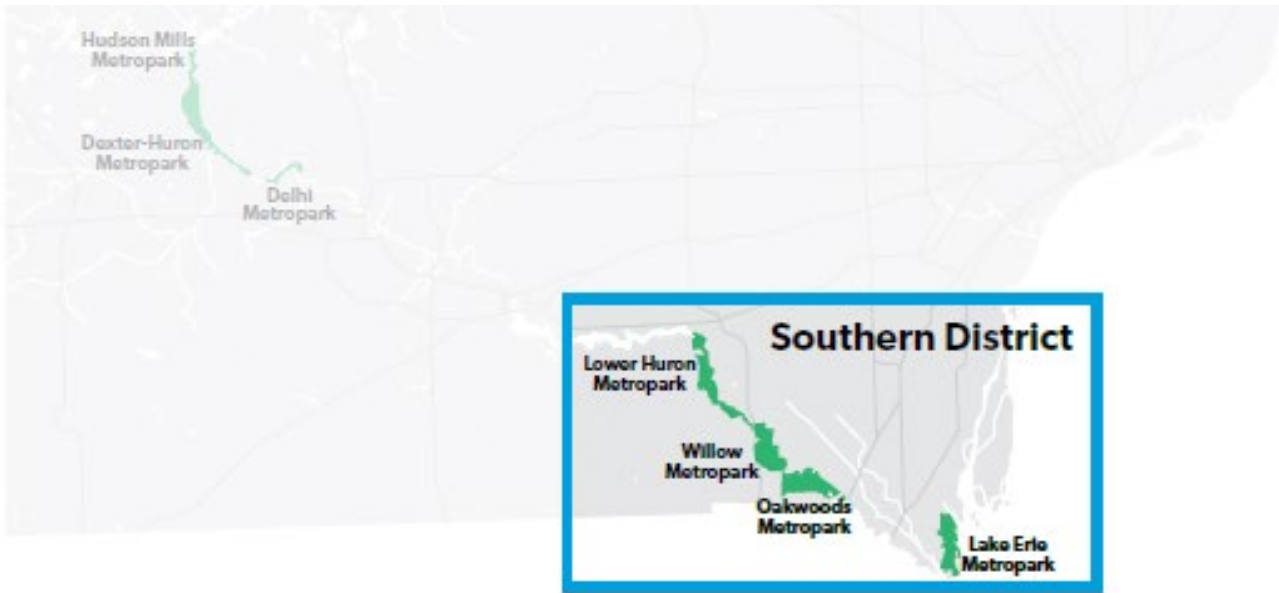 Hudson Mills
Metropark
Dexter-Huron
Metropark
Delhi
Metropark
Southern District
Lower Huron
Metropark
Willow
Metropark
Oakwoods
Metropark
Lake Erie
Metropark